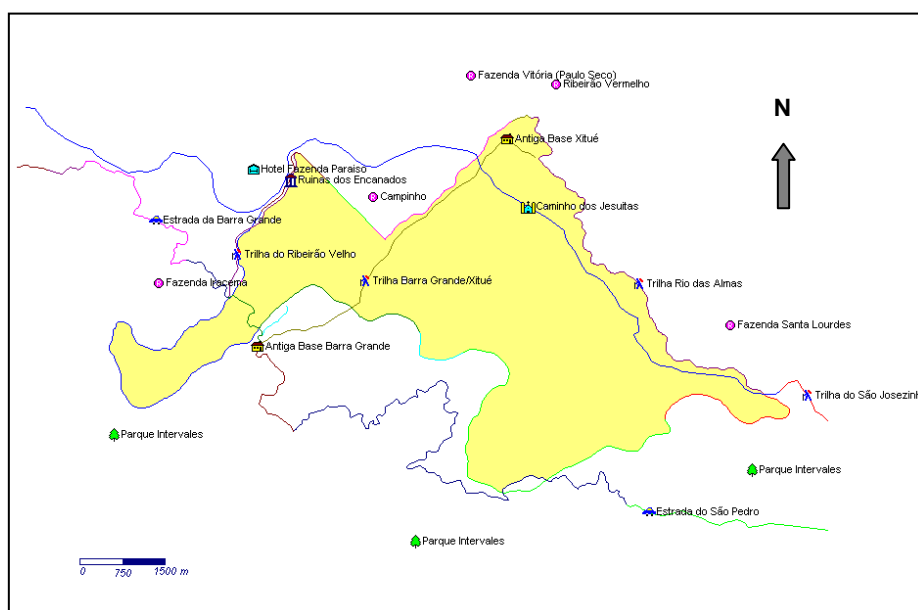 Fazenda Vitória (Paulo Seco)
Ribeirão Vermelho
N
Antiga Base Xitué
Hotel Fazenda Paraiso
Ruinas dos Encanados
Campinho
Caminho dos Jesuitas
Estrada da Barra Grande
Trilha do Ribeirão Velho
Trilha Barra Grande/Xitué
Trilha Rio das Almas
Fazenda Iracema
Fazenda Santa Lourdes
Antiga Base Barra Grande
Trilha do São Josezinh
Parque Intervales
Parque Intervales
Estrada do São Pedro
Parque Intervales
0 750 1500 m